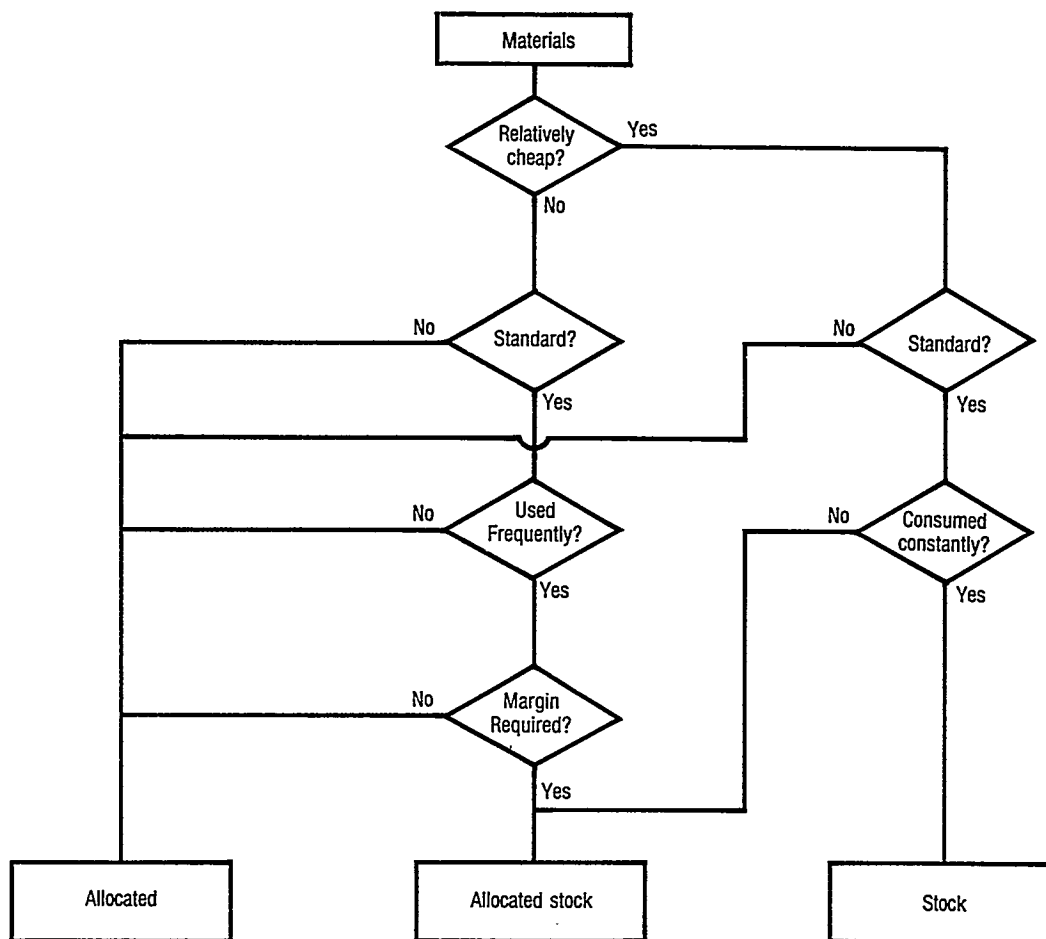 Materials
Relatively
cheap?
Yes
No
No
Standard?
Yes
No
Standard?
Yes
No
Used
Frequently?
Yes
No
Consumed
constantly?
Yes
No
Margin
Required?
Yes
Allocated
Allocated stock
Stock